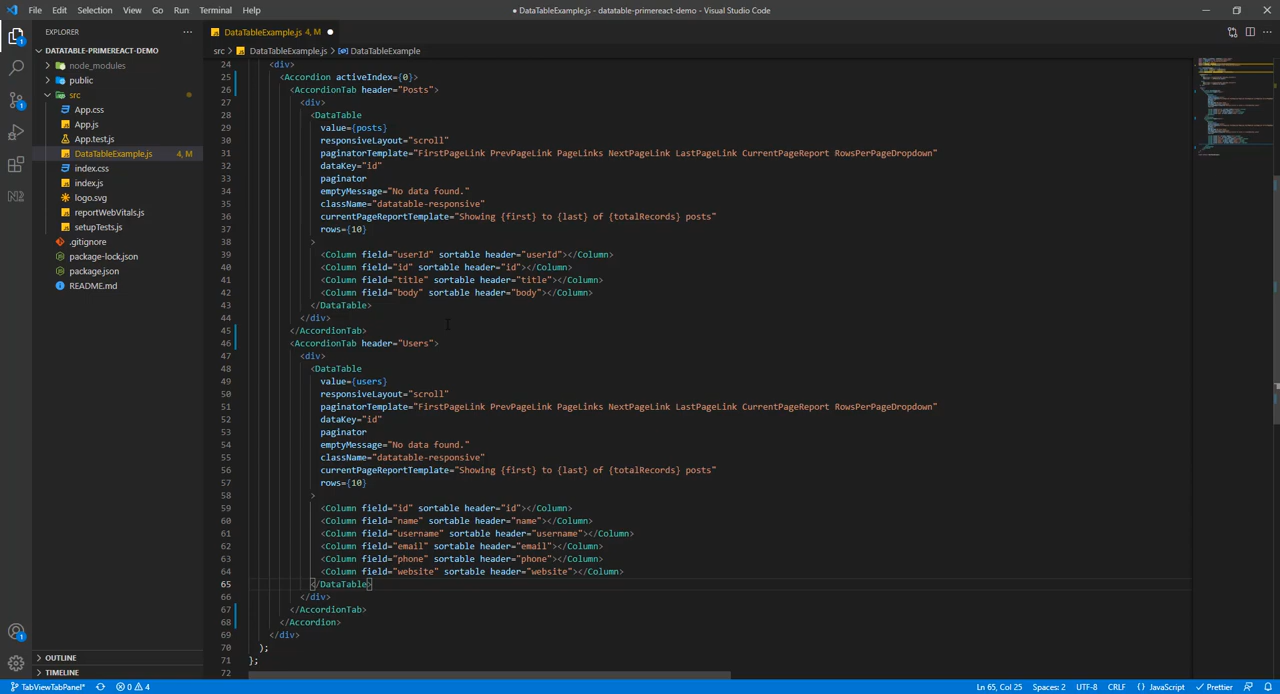 File Edit Selection View Go Run Terminal Help
● DataTableExample.js - datatable-primereact-demo - Visual Studio Code
EXPLORER
DATATABLE-PRIMEREACT-DEMO
node_modules
public
src
App.css
App.js
App.test.js
DataTableExample.js 4, M
index.css
index.js
logo.svg
reportWebVitals.js
setupTests.js
.gitignore
package-lock.json
package.json
README.md
OUTLINE
TIMELINE
1
1
N2
1
DataTableExample.js 4, M ●
src > DataTableExample.js > DataTableExample
24 <div>
25 <Accordion activeIndex={0}>
26 <AccordionTab header="Posts">
27 <div>
28 <DataTable
29 value={posts}
30 responsiveLayout="scroll"
31 paginatorTemplate="FirstPageLink PrevPageLink PageLinks NextPageLink LastPageLink CurrentPageReport RowsPerPageDropdown"
32 dataKey="id"
33 paginator
34 emptyMessage="No data found."
35 className="datatable-responsive"
36 currentPageReportTemplate="Showing {first} to {last} of {totalRecords} posts"
37 rows={10}
38 >
39 <Column field="userId" sortable header="userId"></Column>
40 <Column field="id" sortable header="id"></Column>
41 <Column field="title" sortable header="title"></Column>
42 <Column field="body" sortable header="body"></Column>
43 </DataTable>
44 </div>
45 </AccordionTab>
46 <AccordionTab header="Users">
47 <div>
48 <DataTable
49 value={users}
50 responsiveLayout="scroll"
51 paginatorTemplate="FirstPageLink PrevPageLink PageLinks NextPageLink LastPageLink CurrentPageReport RowsPerPageDropdown"
52 dataKey="id"
53 paginator
54 emptyMessage="No data found."
55 className="datatable-responsive"
56 currentPageReportTemplate="Showing {first} to {last} of {totalRecords} posts"
57 rows={10}
58 >
59 <Column field="id" sortable header="id"></Column>
60 <Column field="name" sortable header="name"></Column>
61 <Column field="username" sortable header="username"></Column>
62 <Column field="email" sortable header="email"></Column>
63 <Column field="phone" sortable header="phone"></Column>
64 <Column field="website" sortable header="website"></Column>
65 </DataTable>
66 </div>
67 </AccordionTab>
68 </Accordion>
69 </div>
70 );
71 };
72
TabViewTabPanel* 0 4
Ln 65, Col 25 Spaces: 2 UTF-8 CRLF {} JavaScript Prettier